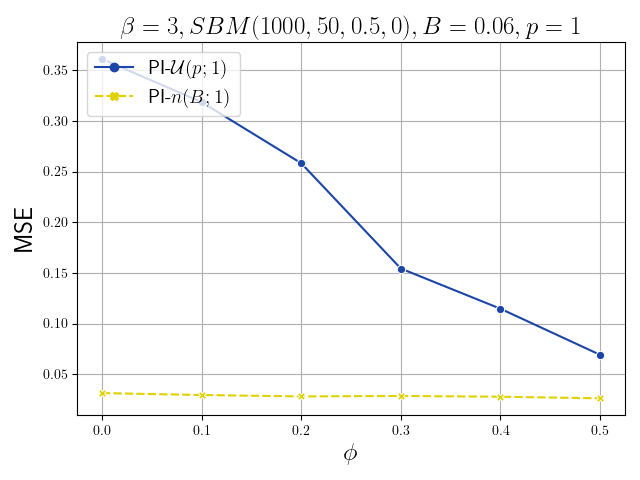 β = 3, SBM(1000, 50, 0.5, 0), B = 0.06, p = 1
PI-𝒰(p; 1)
PI-n(B; 1)
MSE
0.35
0.30
0.25
0.20
0.15
0.10
0.05
0.0 0.1 0.2 0.3 0.4 0.5
ϕ